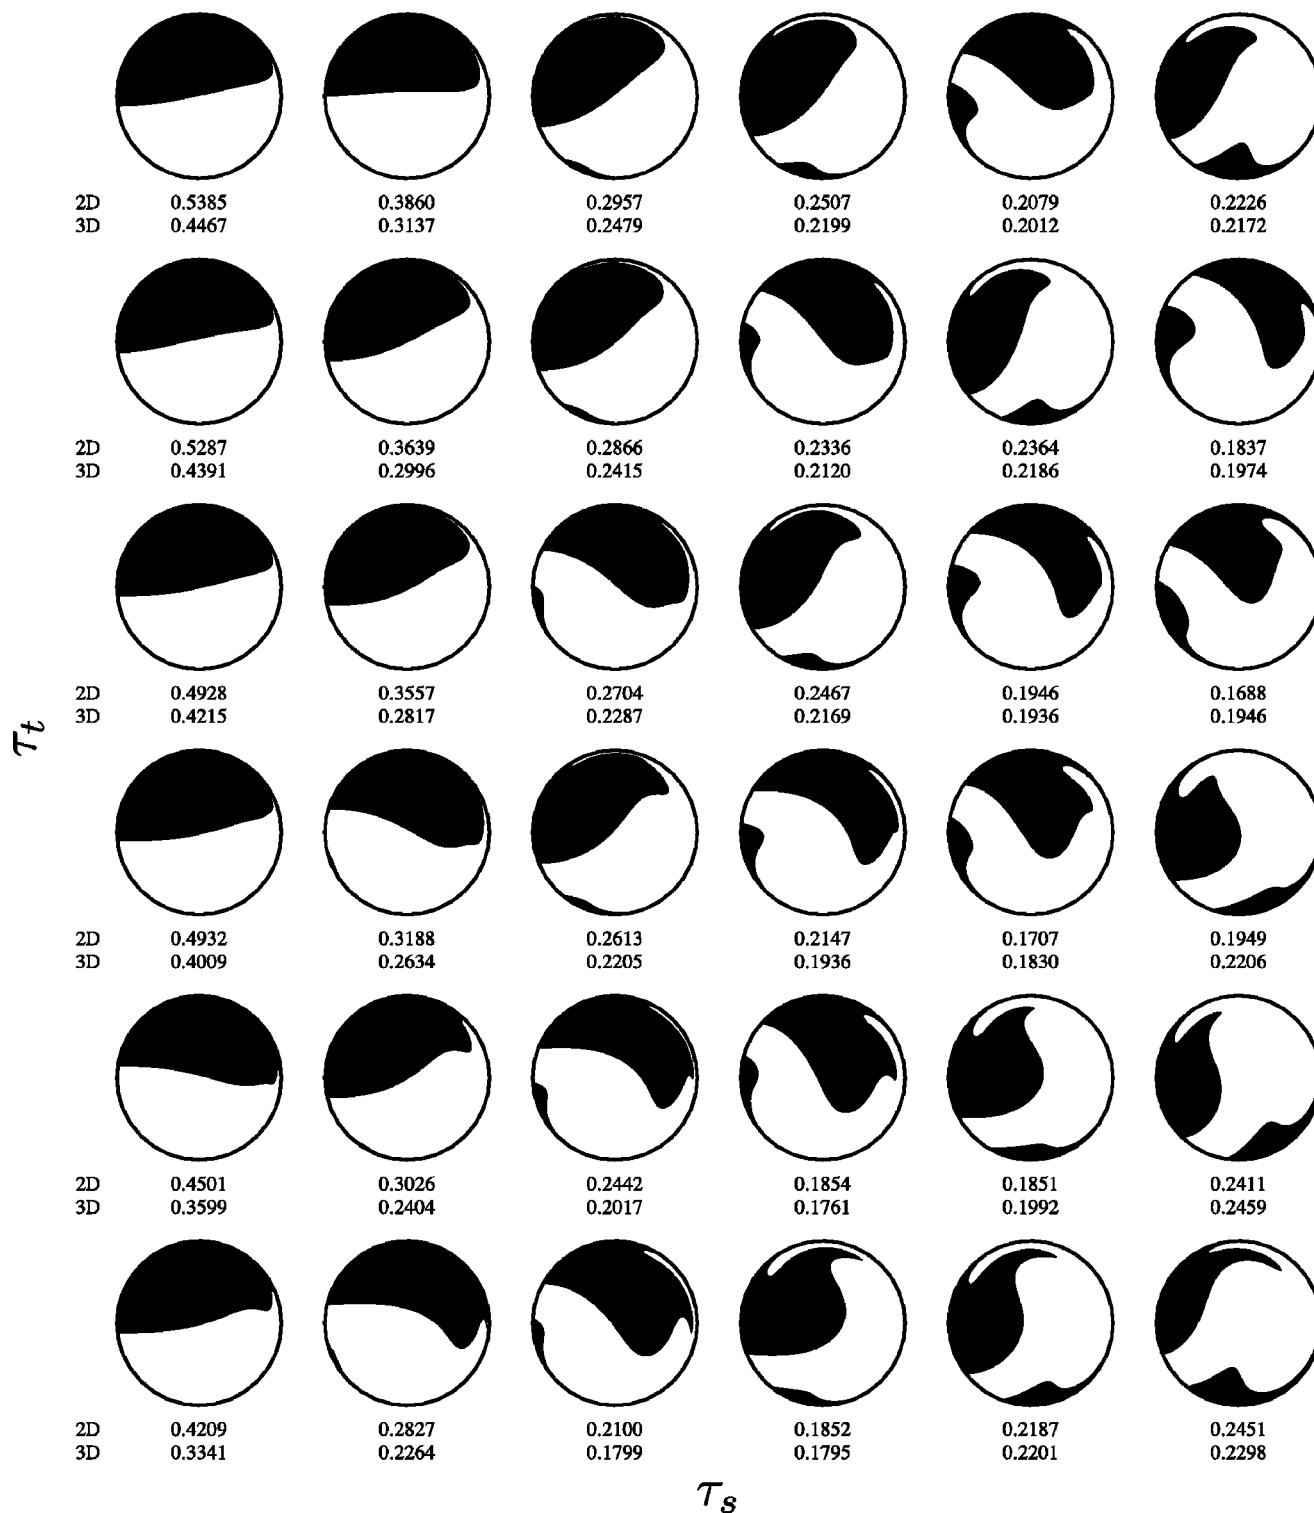 2D 0.5385 0.3860 0.2957 0.2507 0.2079 0.2226
3D 0.4467 0.3137 0.2479 0.2199 0.2012 0.2172
2D 0.5287 0.3639 0.2866 0.2336 0.2364 0.1837
3D 0.4391 0.2996 0.2415 0.2120 0.2186 0.1974
2D 0.4928 0.3557 0.2704 0.2467 0.1946 0.1688
3D 0.4215 0.2817 0.2287 0.2169 0.1936 0.1946
τt
2D 0.4932 0.3188 0.2613 0.2147 0.1707 0.1949
3D 0.4009 0.2634 0.2205 0.1936 0.1830 0.2206
2D 0.4501 0.3026 0.2442 0.1854 0.1851 0.2411
3D 0.3599 0.2404 0.2017 0.1761 0.1992 0.2459
2D 0.4209 0.2827 0.2100 0.1852 0.2187 0.2451
3D 0.3341 0.2264 0.1799 0.1795 0.2201 0.2298
τs